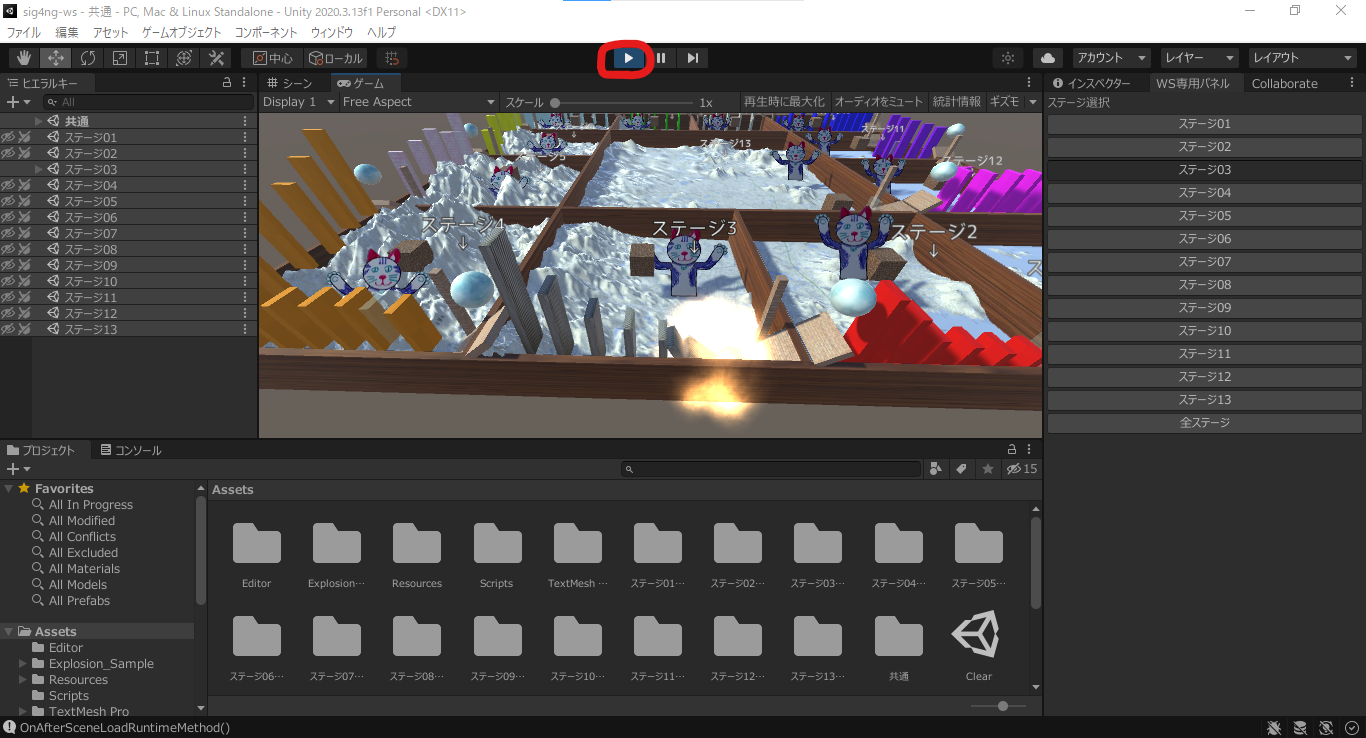 sig4ng-ws - 共通 - PC, Mac & Linux Standalone - Unity 2020.3.13f1 Personal <DX11>
ファイル 編集 アセット ゲームオブジェクト コンポーネント ウィンドウ ヘルプ
中心 ローカル アカウント レイヤー レイアウト
ヒエラルキー
All
共通
ステージ01
ステージ02
ステージ03
ステージ04
ステージ05
ステージ06
ステージ07
ステージ08
ステージ09
ステージ10
ステージ11
ステージ12
ステージ13
シーン ゲーム
Display 1 Free Aspect スケール 1x 再生時に最大化 オーディオをミュート 統計情報 ギズモ
ステージ11
ステージ13
ステージ5
ステージ12
ステージ4
↓
ステージ3
↓
ステージ2
↓
インスペクター WS専用パネル Collaborate
ステージ選択
ステージ01
ステージ02
ステージ03
ステージ04
ステージ05
ステージ06
ステージ07
ステージ08
ステージ09
ステージ10
ステージ11
ステージ12
ステージ13
全ステージ
プロジェクト コンソール
15
Favorites
All In Progress
All Modified
All Conflicts
All Excluded
All Materials
All Models
All Prefabs
Assets
Editor
Explosion_Sample
Resources
Scripts
TextMesh Pro
Assets
Editor Explosion… Resources Scripts TextMesh … ステージ01… ステージ02… ステージ03… ステージ04… ステージ05…
ステージ06… ステージ07… ステージ08… ステージ09… ステージ10… ステージ11… ステージ12… ステージ13… 共通 Clear
OnAfterSceneLoadRuntimeMethod()